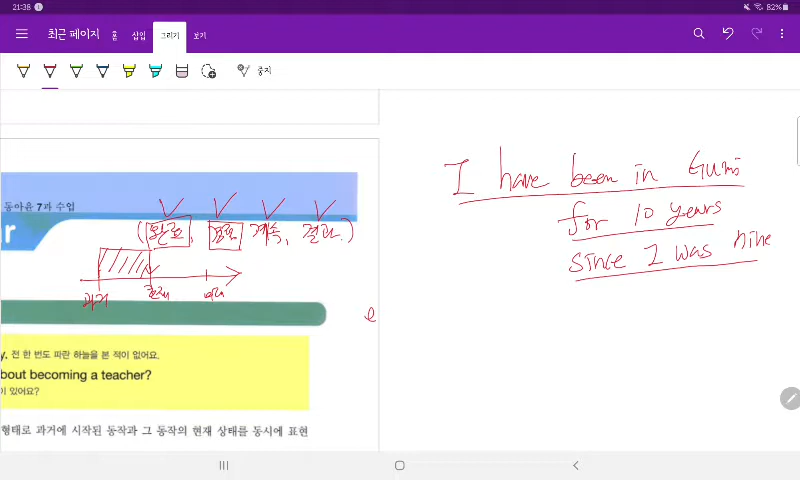 21:38
82%
최근 페이지 홈 삽입 그리기 보기
중지
동아윤 7과 수업
(완료, 경험, 계속, 결과.)
r
과거 현재 미래
e
y. 전 한 번도 파란 하늘을 본 적이 없어요.
bout becoming a teacher?
이 있어요?
형태로 과거에 시작된 동작과 그 동작의 현재 상태를 동시에 표현
I have been in Gumi
for 10 years
since I was nine